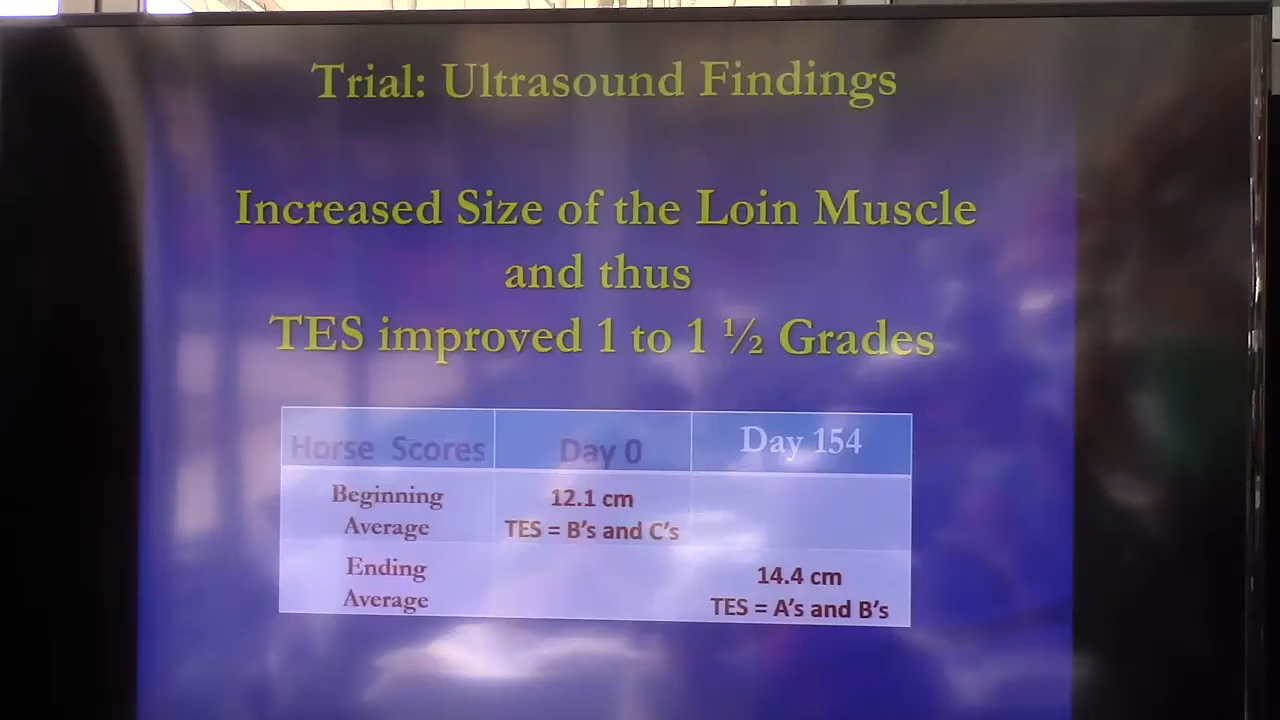 Trial: Ultrasound Findings
Increased Size of the Loin Muscle
and thus
TES improved 1 to 1 ½ Grades
Horse Scores Day 0 Day 154
Beginning Average 12.1 cm TES = B's and C's
Ending Average 14.4 cm TES = A's and B's